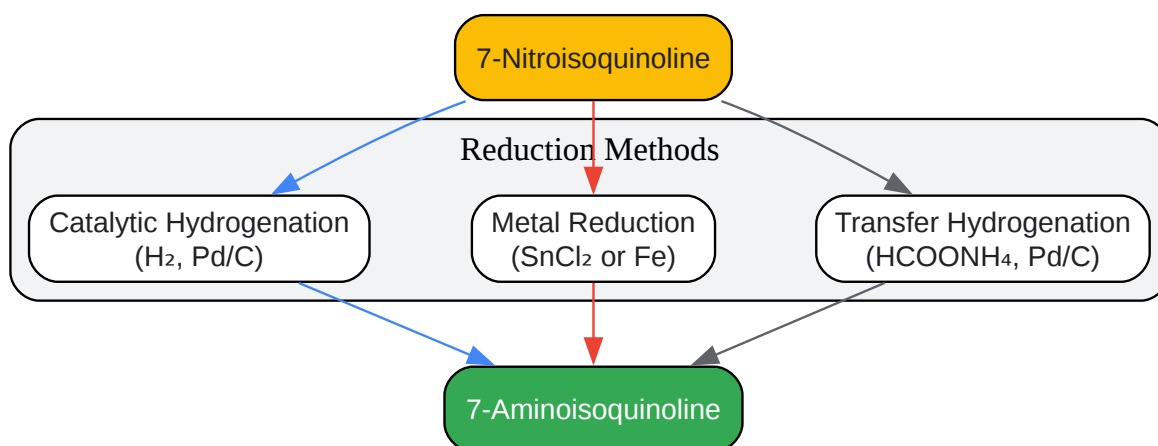 7-Nitroisoquinoline
Reduction Methods
Catalytic Hydrogenation
(H₂, Pd/C)
Metal Reduction
(SnCl₂ or Fe)
Transfer Hydrogenation
(HCOONH₄, Pd/C)
7-Aminoisoquinoline